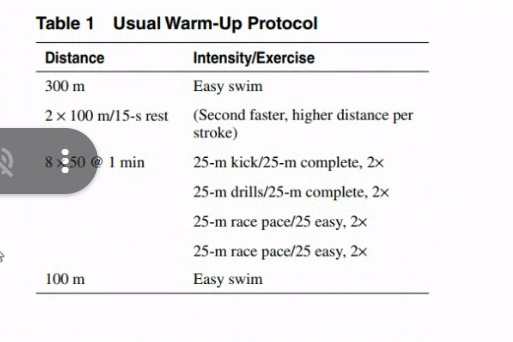 Table 1 Usual Warm-Up Protocol
Distance Intensity/Exercise
300 m Easy swim
2 × 100 m/15-s rest (Second faster, higher distance per
stroke)
8 × 50 @ 1 min 25-m kick/25-m complete, 2×
25-m drills/25-m complete, 2×
25-m race pace/25 easy, 2×
25-m race pace/25 easy, 2×
100 m Easy swim